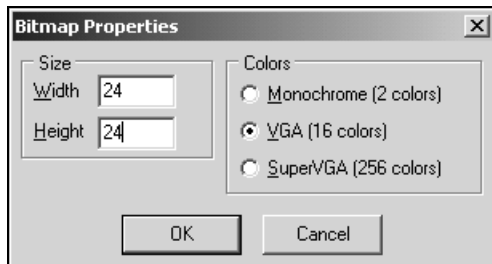 Bitmap Properties
Size
Width 24
Height 24
Colors
Monochrome (2 colors)
VGA (16 colors)
SuperVGA (256 colors)
OK
Cancel